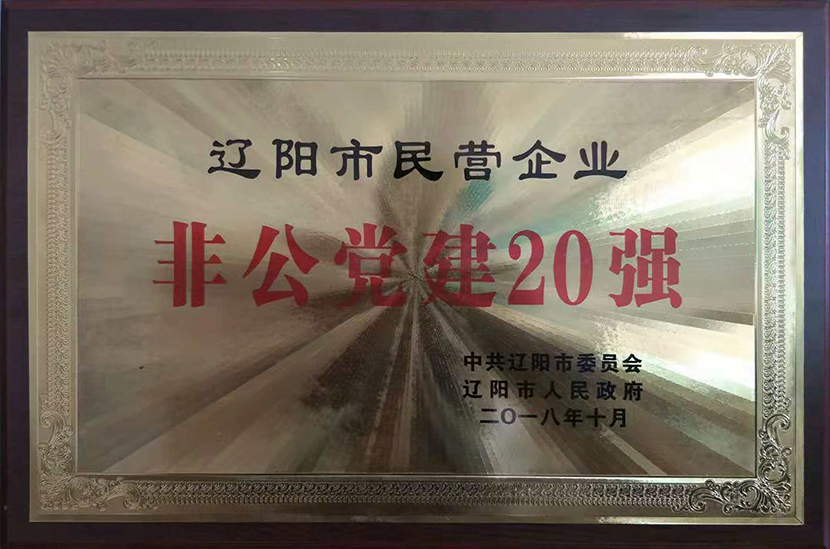 辽阳市民营企业
非公党建20强
中共辽阳市委员会
辽阳市人民政府
二〇一八年十月